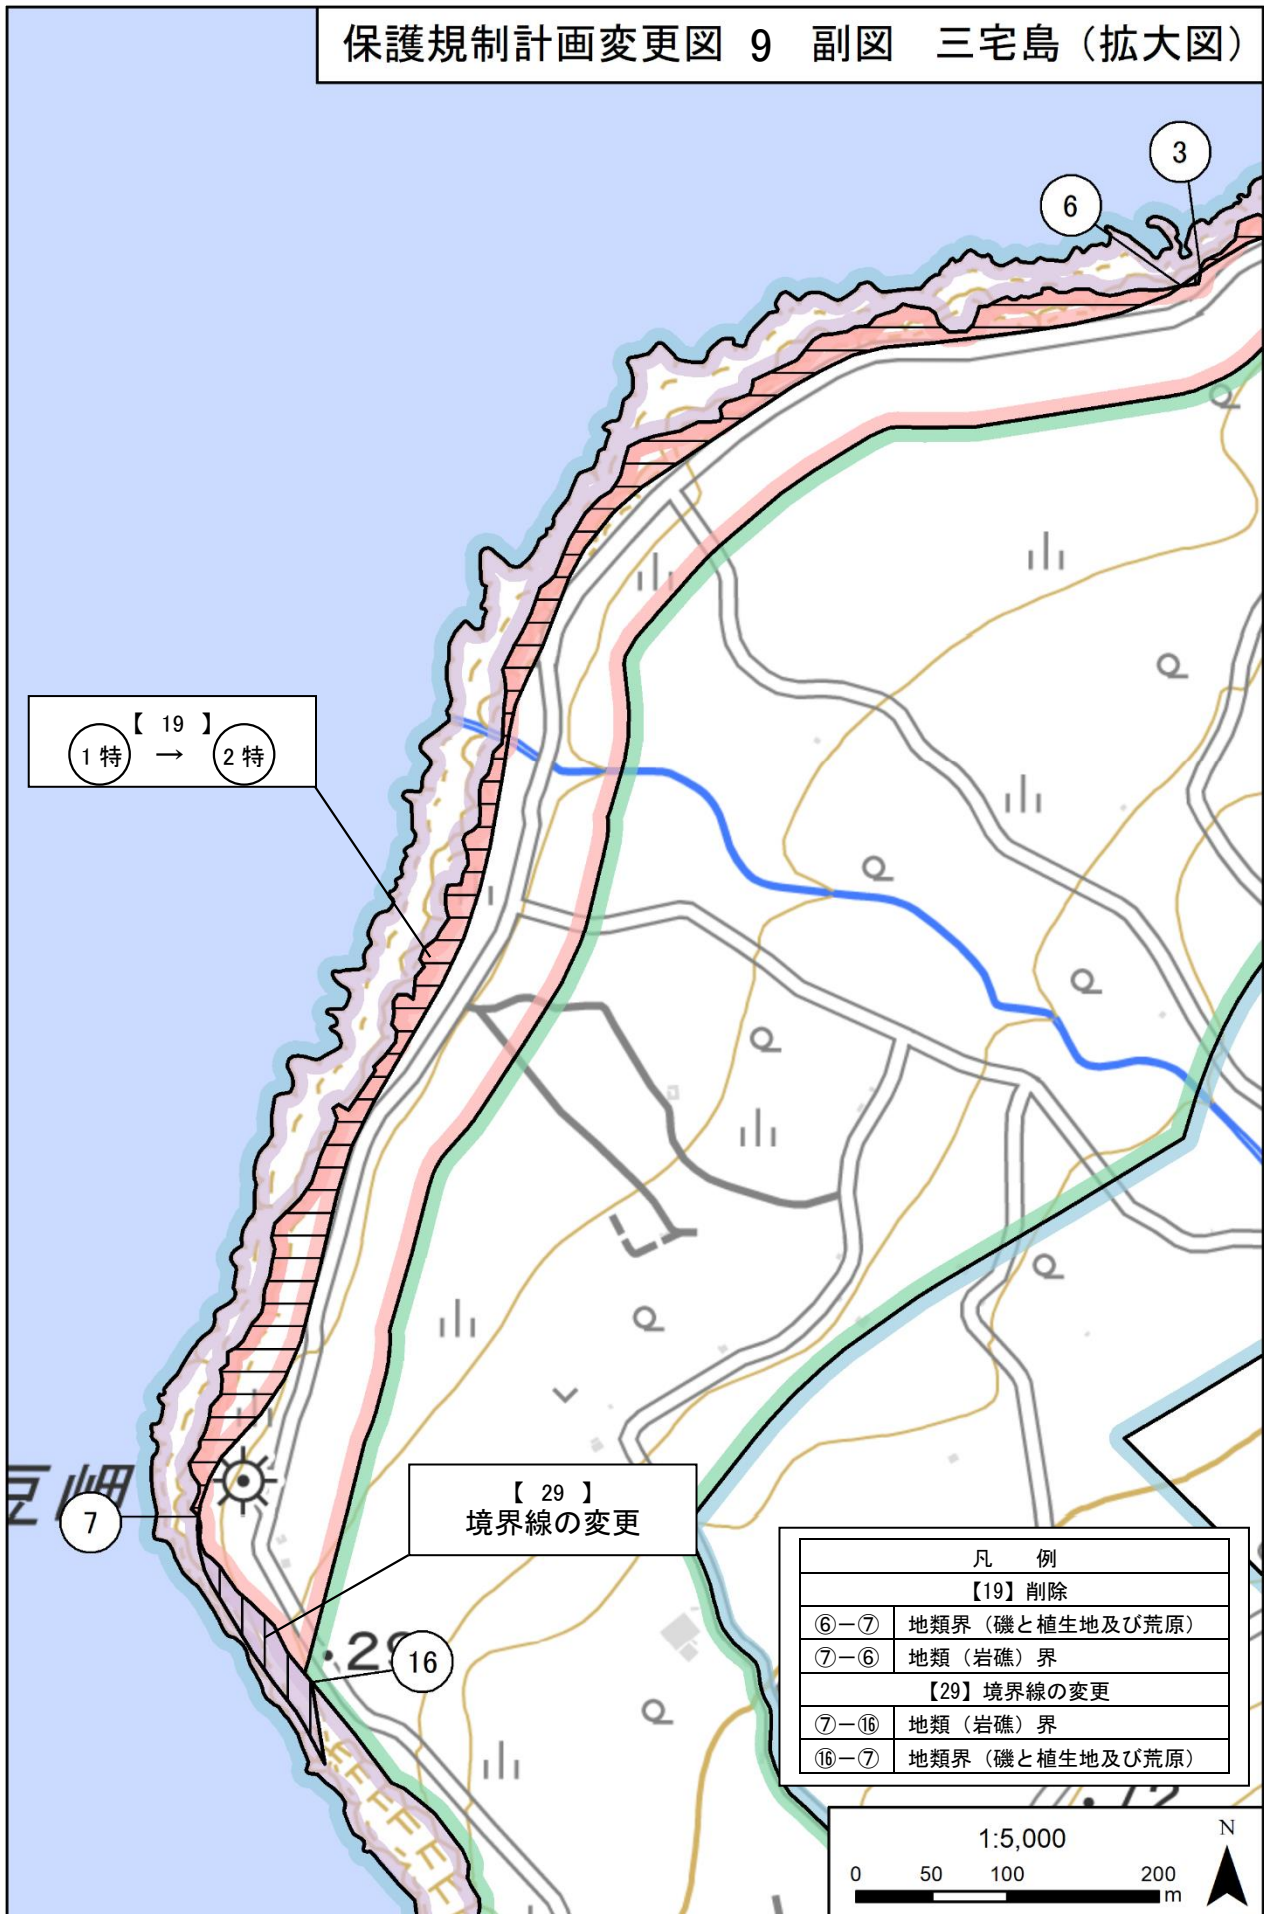 保護規制計画変更図 9 副図 三宅島（拡大図）
3
6
【 19 】
1特 → 2特
豆岬
7
【 29 】
境界線の変更
29
16
凡 例
【19】削除
⑥－⑦ 地類界（磯と植生地及び荒原）
⑦－⑥ 地類（岩礁）界
【29】境界線の変更
⑦－⑯ 地類（岩礁）界
⑯－⑦ 地類界（磯と植生地及び荒原）
1:5,000
N
0 50 100 200
m